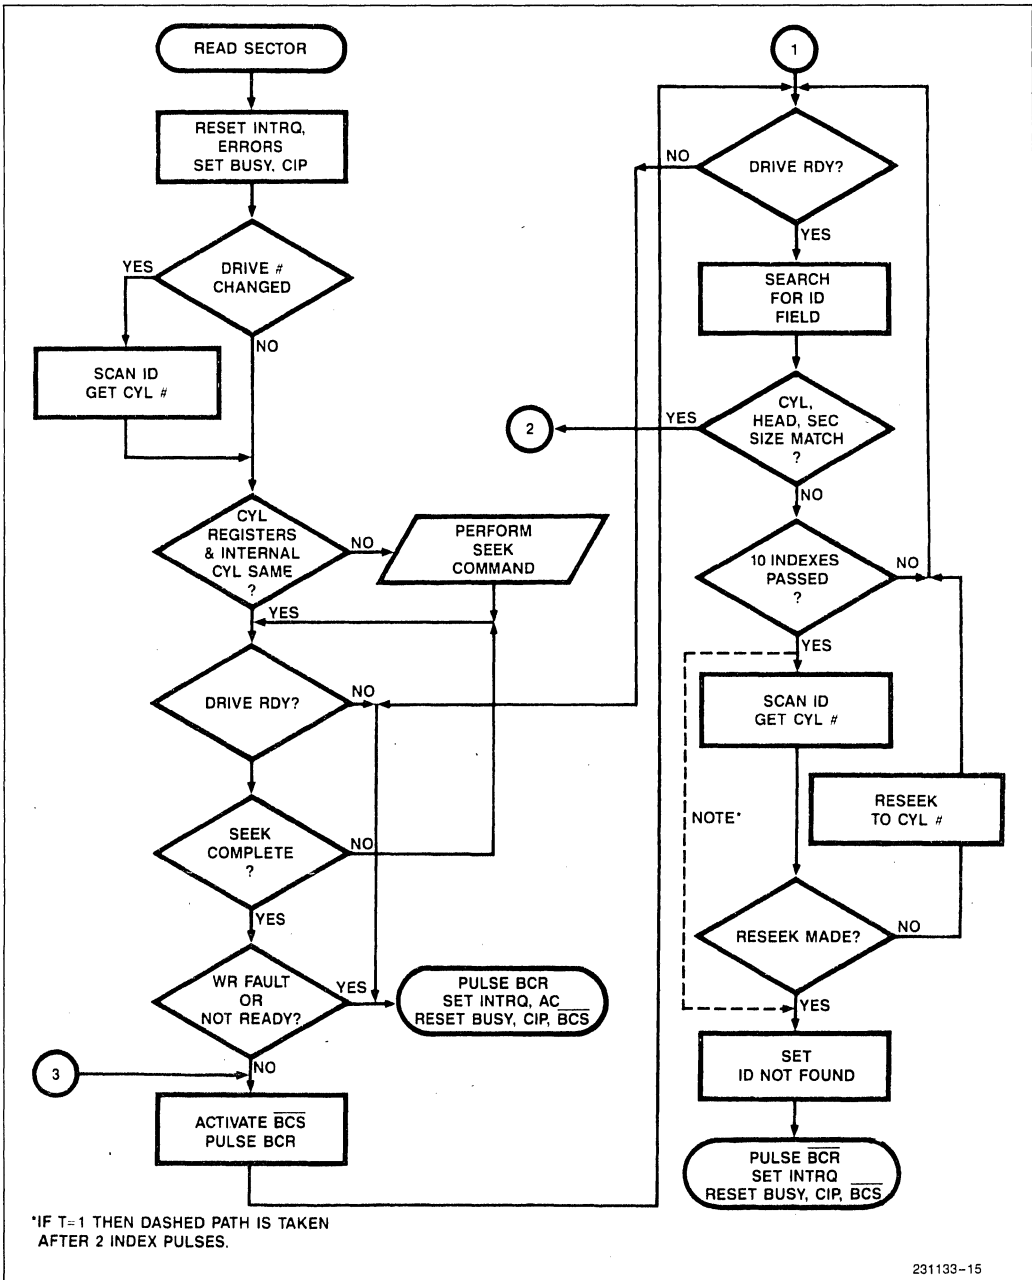 READ SECTOR
RESET INTRQ,
ERRORS
SET BUSY, CIP
DRIVE #
CHANGED
YES
NO
SCAN ID
GET CYL #
CYL
REGISTERS
& INTERNAL
CYL SAME
?
NO
PERFORM
SEEK
COMMAND
YES
DRIVE RDY?
NO
SEEK
COMPLETE
?
NO
YES
WR FAULT
OR
NOT READY?
YES
PULSE BCR
SET INTRQ, AC
RESET BUSY, CIP, B̅C̅S̅
NO
3
ACTIVATE B̅C̅S̅
PULSE BCR
1
DRIVE RDY?
NO
YES
SEARCH
FOR ID
FIELD
CYL,
HEAD, SEC
SIZE MATCH
?
YES
2
NO
10 INDEXES
PASSED
?
NO
YES
SCAN ID
GET CYL #
NOTE*
RESEEK
TO CYL #
RESEEK MADE?
NO
YES
SET
ID NOT FOUND
PULSE B̅C̅R̅
SET INTRQ
RESET BUSY, CIP, B̅C̅S̅
*IF T=1 THEN DASHED PATH IS TAKEN
AFTER 2 INDEX PULSES.
231133-15